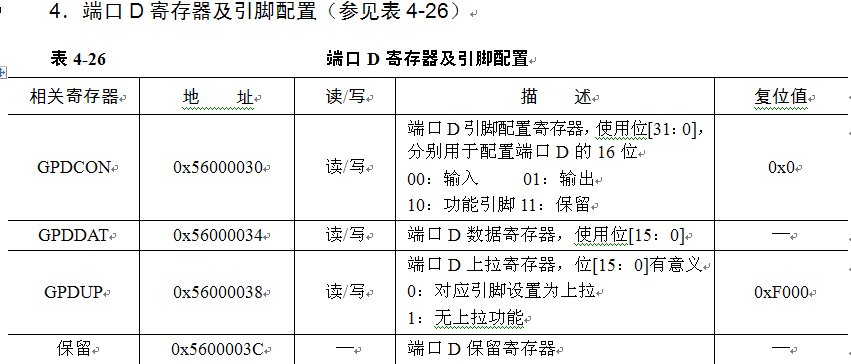 4．端口 D 寄存器及引脚配置（参见表 4-26）
表 4-26 端口 D 寄存器及引脚配置
相关寄存器 地 址 读/写 描 述 复位值
GPDCON 0x56000030 读/写 端口 D 引脚配置寄存器，使用位[31：0]，
分别用于配置端口 D 的 16 位
00：输入 01：输出
10：功能引脚 11：保留 0x0
GPDDAT 0x56000034 读/写 端口 D 数据寄存器，使用位[15：0] —
GPDUP 0x56000038 读/写 端口 D 上拉寄存器，位[15：0]有意义
0：对应引脚设置为上拉
1：无上拉功能 0xF000
保留 0x5600003C — 端口 D 保留寄存器 —